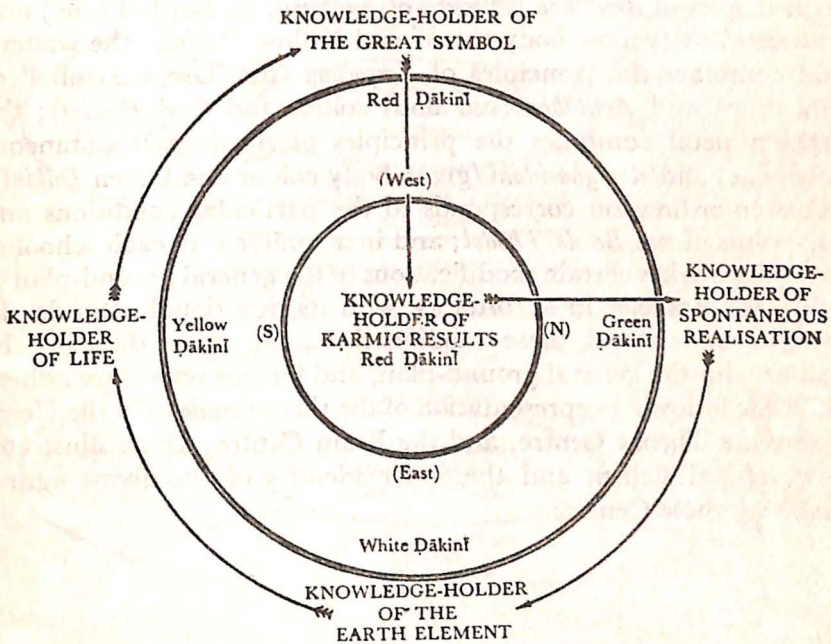 KNOWLEDGE-HOLDER OF
THE GREAT SYMBOL
Red Ḍākinī
(West)
KNOWLEDGE-
HOLDER OF
LIFE
Yellow
Ḍākinī
(S)
KNOWLEDGE-
HOLDER OF
KARMIC RESULTS
Red Ḍākinī
(N)
Green
Ḍākinī
KNOWLEDGE-
HOLDER OF
SPONTANEOUS
REALISATION
(East)
White Ḍākinī
KNOWLEDGE-HOLDER
OF THE
EARTH ELEMENT